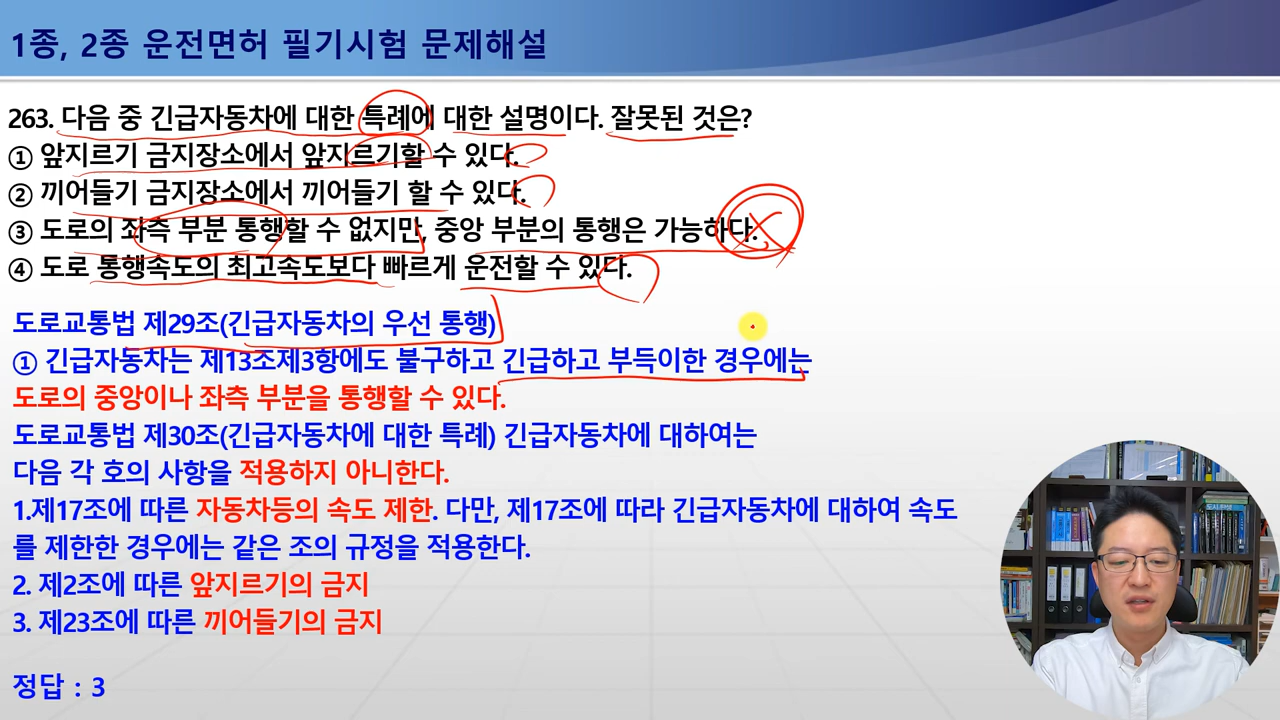 1종, 2종 운전면허 필기시험 문제해설
263. 다음 중 긴급자동차에 대한 특례에 대한 설명이다. 잘못된 것은?
① 앞지르기 금지장소에서 앞지르기할 수 있다.
② 끼어들기 금지장소에서 끼어들기 할 수 있다.
③ 도로의 좌측 부분 통행할 수 없지만, 중앙 부분의 통행은 가능하다.
④ 도로 통행속도의 최고속도보다 빠르게 운전할 수 있다.
도로교통법 제29조(긴급자동차의 우선 통행)
① 긴급자동차는 제13조제3항에도 불구하고 긴급하고 부득이한 경우에는
도로의 중앙이나 좌측 부분을 통행할 수 있다.
도로교통법 제30조(긴급자동차에 대한 특례) 긴급자동차에 대하여는
다음 각 호의 사항을 적용하지 아니한다.
1.제17조에 따른 자동차등의 속도 제한. 다만, 제17조에 따라 긴급자동차에 대하여 속도
를 제한한 경우에는 같은 조의 규정을 적용한다.
2. 제2조에 따른 앞지르기의 금지
3. 제23조에 따른 끼어들기의 금지
정답 : 3